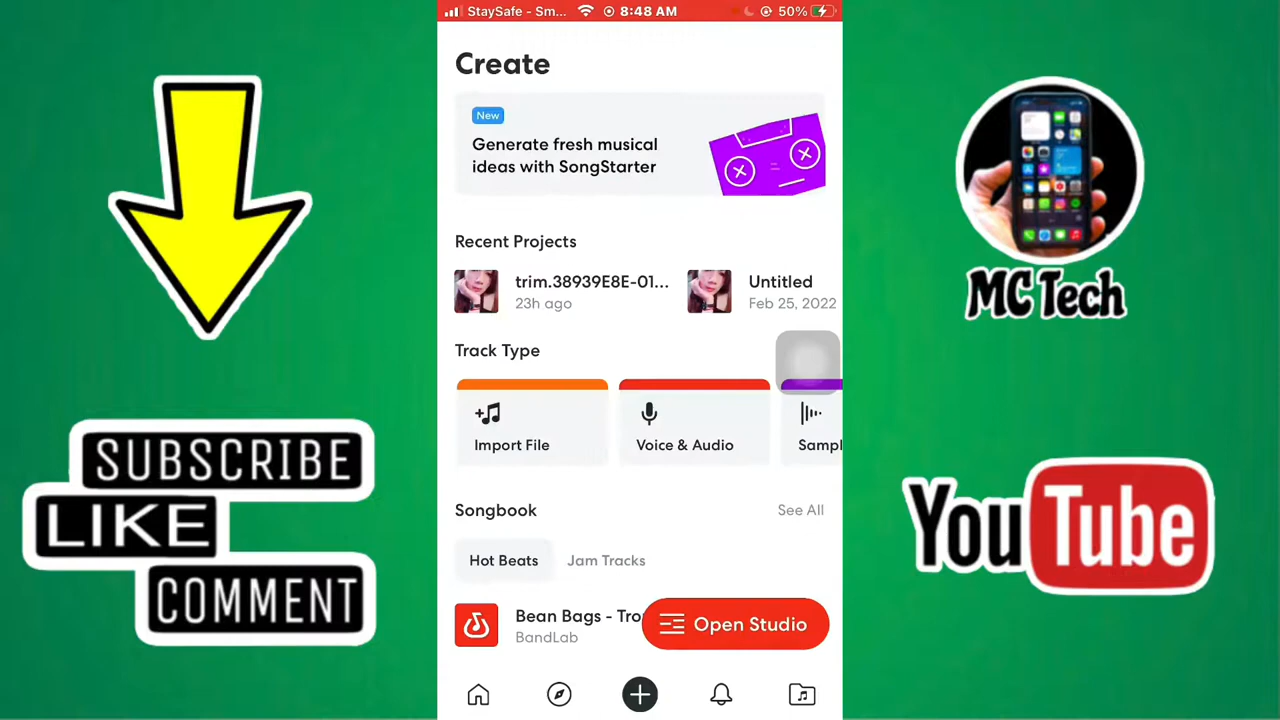 StaySafe - Sm... 8:48 AM 50%
Create
New
Generate fresh musical
ideas with SongStarter
Recent Projects
trim.38939E8E-01...
23h ago
Untitled
Feb 25, 2022
Track Type
Import File
Voice & Audio
Sampl
Songbook
See All
Hot Beats
Jam Tracks
Bean Bags - Tro
BandLab
Open Studio
SUBSCRIBE
LIKE
COMMENT
MC Tech
YouTube